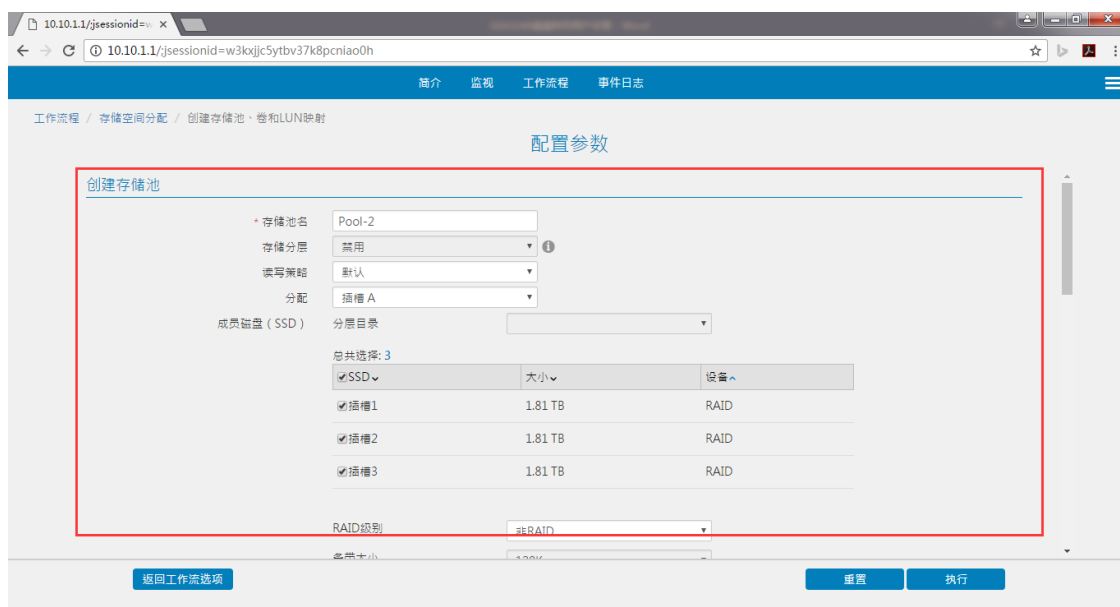 10.10.1.1/;jsessionid=w
10.10.1.1/;jsessionid=w3kxjjc5ytbv37k8pcniao0h
简介 监视 工作流程 事件日志
工作流程 / 存储空间分配 / 创建存储池、卷和LUN映射
配置参数
创建存储池
* 存储池名 Pool-2
存储分层 禁用
读写策略 默认
分配 插槽 A
成员磁盘（SSD） 分层目录
总共选择: 3
SSD 大小 设备
插槽1 1.81 TB RAID
插槽2 1.81 TB RAID
插槽3 1.81 TB RAID
RAID级别 非RAID
条带大小 128K
返回工作流选项 重置 执行